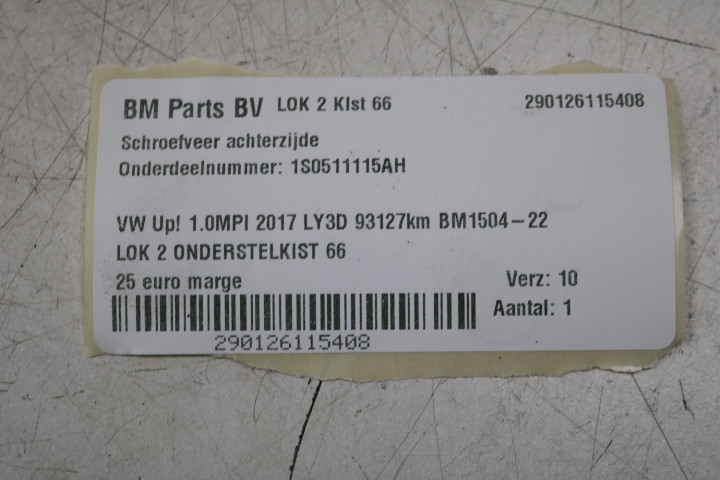 BM Parts BV LOK 2 KIst 66 290126115408
Schroefveer achterzijde
Onderdeelnummer: 1S0511115AH
VW Up! 1.0MPI 2017 LY3D 93127km BM1504-22
LOK 2 ONDERSTELKIST 66
25 euro marge Verz: 10
Aantal: 1
290126115408